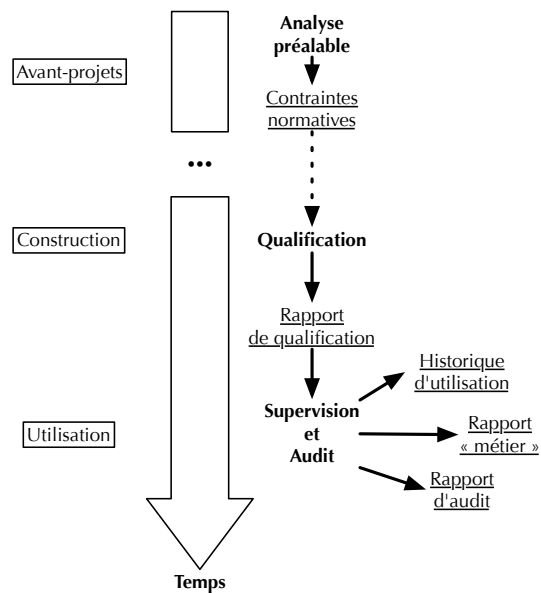 Analyse
préalable
Avant-projets
Contraintes
normatives
...
Construction
Qualification
Rapport
de qualification
Historique
d'utilisation
Supervision
et
Audit
Utilisation
Rapport
« métier »
Rapport
d'audit
Temps